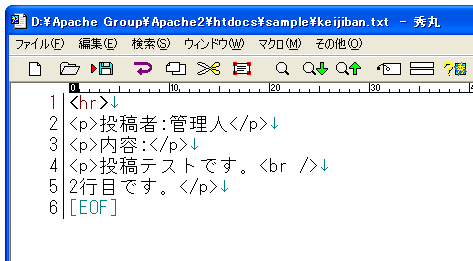 D:¥Apache Group¥Apache2¥htdocs¥sample¥keijiban.txt - 秀丸
ファイル(F) 編集(E) 検索(S) ウィンドウ(W) マクロ(M) その他(O)
0 10 20 30
1 <hr>↓
2 <p>投稿者:管理人</p>↓
3 <p>内容:</p>↓
4 <p>投稿テストです。<br />↓
5 2行目です。</p>↓
6 [EOF]